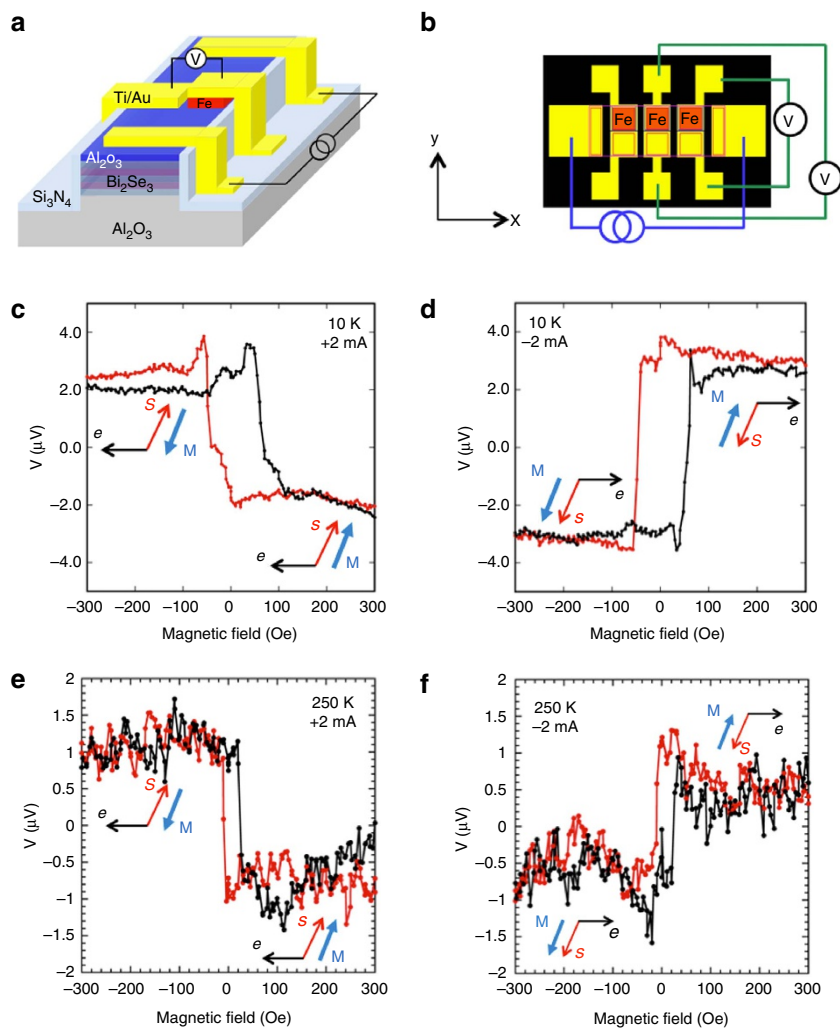 a
V
Ti/Au
Fe
Al₂o₃
Bi₂Se₃
Si₃N₄
Al₂O₃
b
y
x
Fe Fe Fe
V
V
c
10 K
+2 mA
4.0
2.0
0.0
−2.0
−4.0
V (µV)
S
e
M
S
e
M
−300 −200 −100 0 100 200 300
Magnetic field (Oe)
d
10 K
−2 mA
4.0
2.0
0.0
−2.0
−4.0
V (µV)
M
e
S
M
e
S
−300 −200 −100 0 100 200 300
Magnetic field (Oe)
e
250 K
+2 mA
2
1.5
1
0.5
0
−0.5
−1
−1.5
−2
V (µV)
S
e
M
S
M
e
−300 −200 −100 0 100 200 300
Magnetic field (Oe)
f
250 K
−2 mA
2
1.5
1
0.5
0
−0.5
−1
−1.5
−2
V (µV)
M
S
e
M
S
e
−300 −200 −100 0 100 200 300
Magnetic field (Oe)